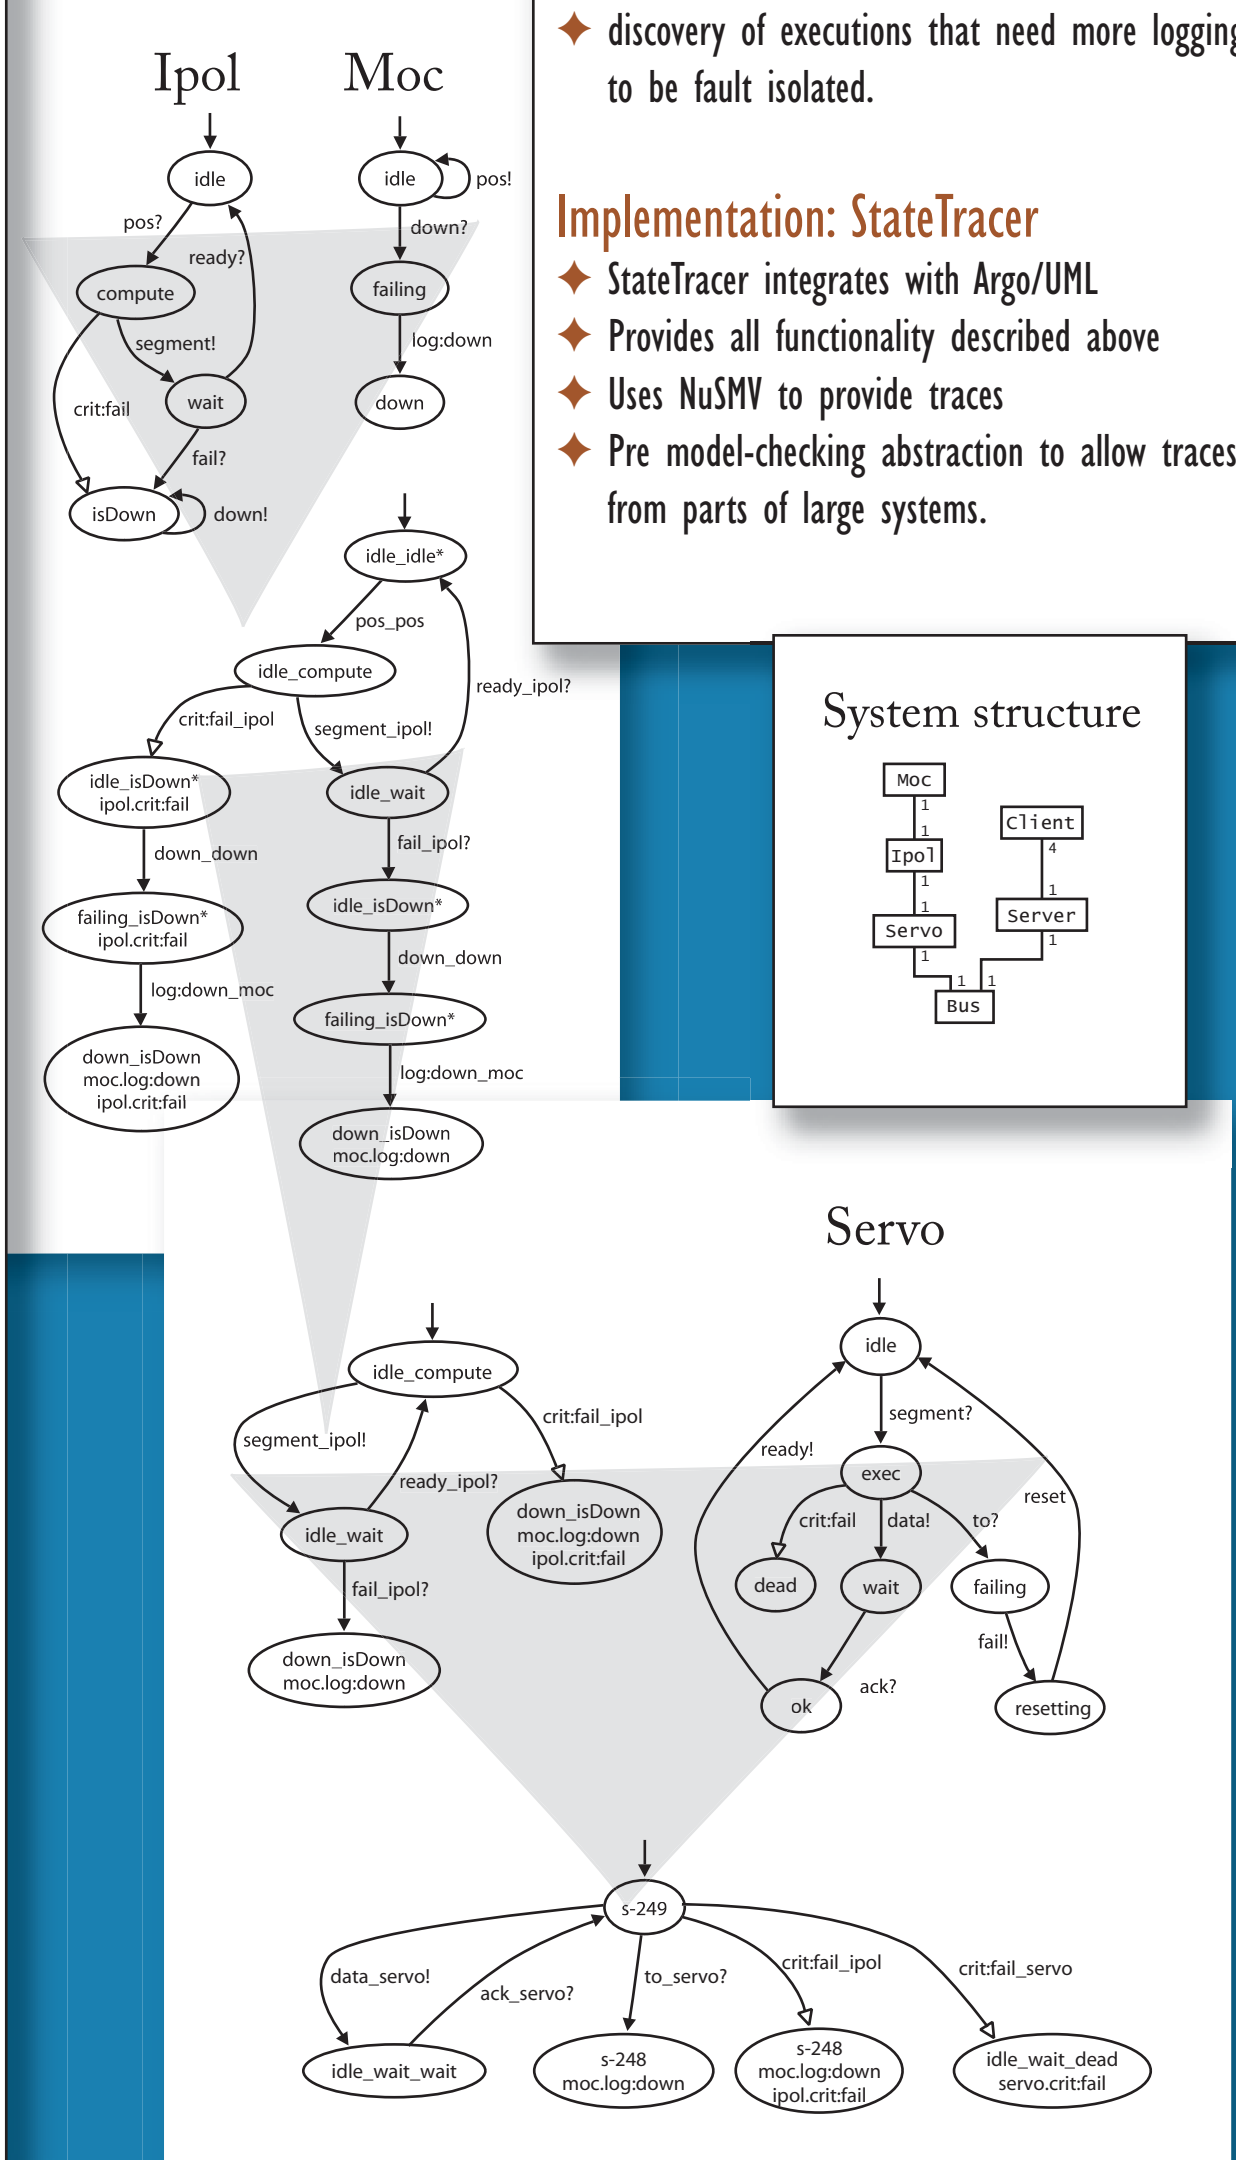 discovery of executions that need more logging
to be fault isolated.
Implementation: StateTracer
StateTracer integrates with Argo/UML
Provides all functionality described above
Uses NuSMV to provide traces
Pre model-checking abstraction to allow traces
from parts of large systems.
Ipol
idle
pos?
ready?
compute
segment!
crit:fail
wait
fail?
isDown
down!
Moc
idle
pos!
down?
failing
log:down
down
idle_idle*
pos_pos
idle_compute
ready_ipol?
crit:fail_ipol
segment_ipol!
idle_isDown*
ipol.crit:fail
idle_wait
down_down
fail_ipol?
failing_isDown*
ipol.crit:fail
idle_isDown*
down_down
log:down_moc
failing_isDown*
down_isDown
moc.log:down
ipol.crit:fail
log:down_moc
down_isDown
moc.log:down
System structure
Moc
1
1
Ipol
1
1
Servo
1
Client
4
1
Server
1
1
1
Bus
idle_compute
crit:fail_ipol
segment_ipol!
ready_ipol?
down_isDown
moc.log:down
ipol.crit:fail
idle_wait
fail_ipol?
down_isDown
moc.log:down
Servo
idle
segment?
ready!
exec
reset
crit:fail
data!
to?
dead
wait
failing
fail!
ack?
ok
resetting
s-249
data_servo!
ack_servo?
to_servo?
crit:fail_ipol
crit:fail_servo
idle_wait_wait
s-248
moc.log:down
s-248
moc.log:down
ipol.crit:fail
idle_wait_dead
servo.crit:fail